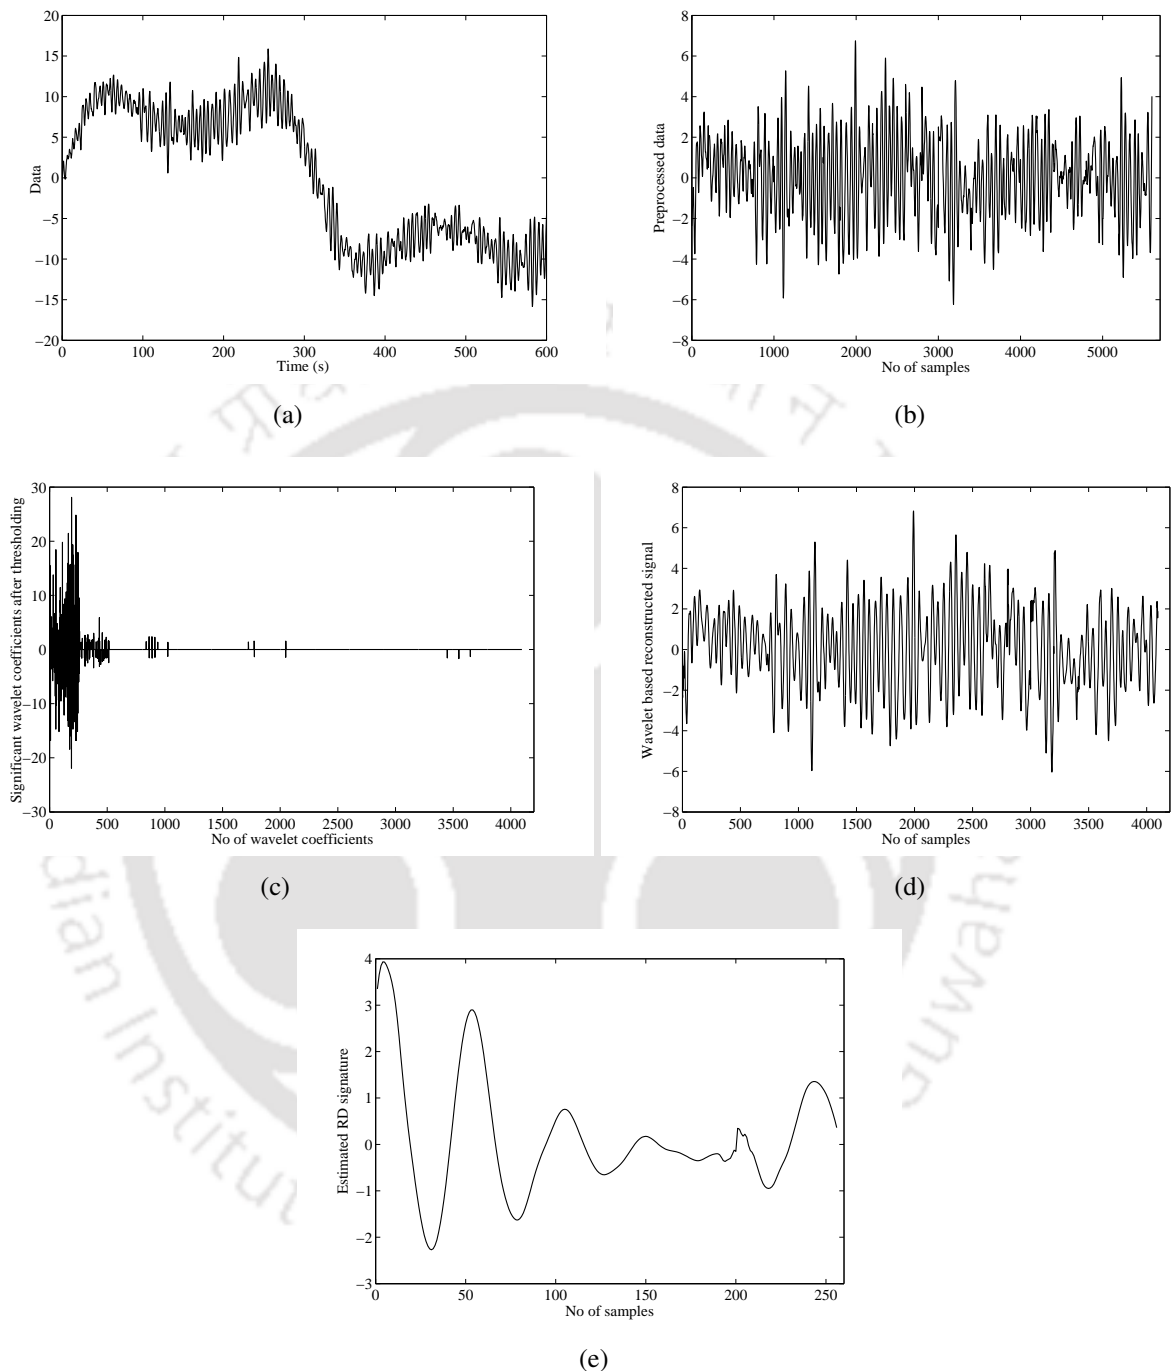 20
15
10
5
0
−5
−10
−15
−20
Data
0 100 200 300 400 500 600
Time (s)
(a)
8
6
4
2
0
−2
−4
−6
−8
Preprocessed data
0 1000 2000 3000 4000 5000
No of samples
(b)
30
20
10
0
−10
−20
−30
Significant wavelet coefficients after thresholding
0 500 1000 1500 2000 2500 3000 3500 4000
No of wavelet coefficients
(c)
8
6
4
2
0
−2
−4
−6
−8
Wavelet based reconstructed signal
0 500 1000 1500 2000 2500 3000 3500 4000
No of samples
(d)
4
3
2
1
0
−1
−2
−3
Estimated RD signature
0 50 100 150 200 250
No of samples
(e)